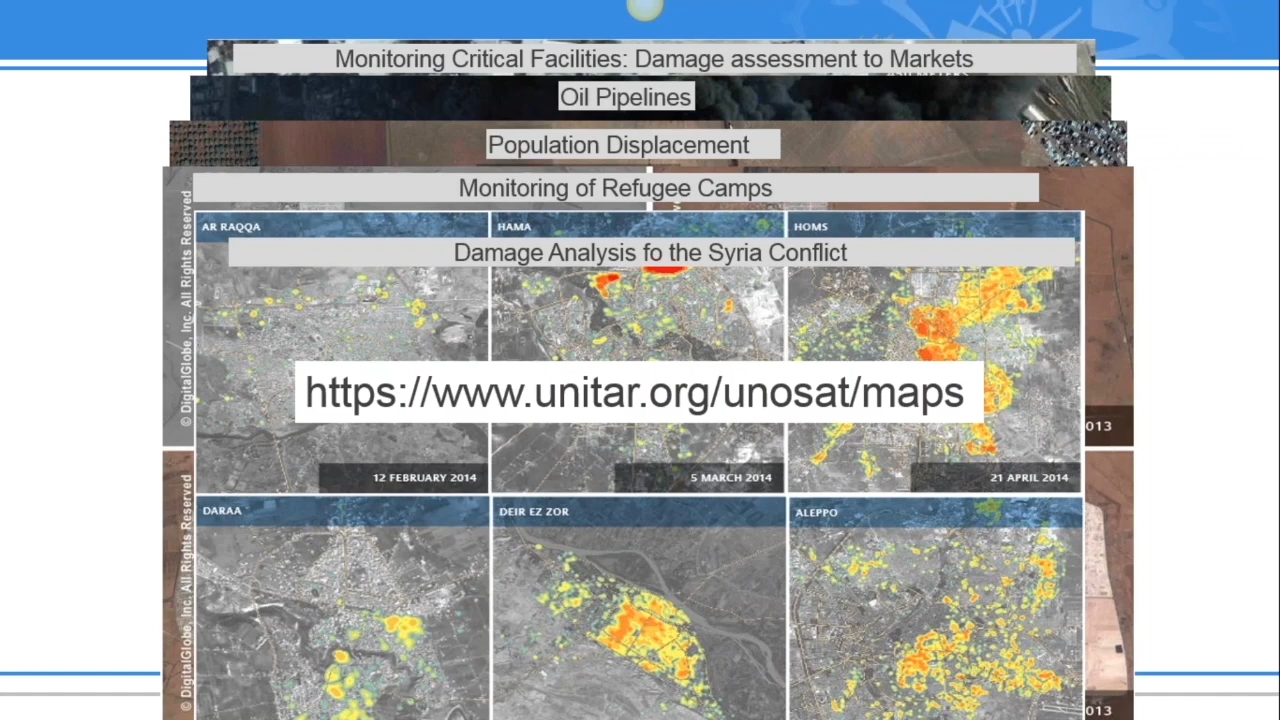 Monitoring Critical Facilities: Damage assessment to Markets
Oil Pipelines
Population Displacement
Monitoring of Refugee Camps
© DigitalGlobe, Inc. All Rights Reserved
AR RAQQA
HAMA
HOMS
Damage Analysis fo the Syria Conflict
https://www.unitar.org/unosat/maps
013
12 FEBRUARY 2014
5 MARCH 2014
21 APRIL 2014
© DigitalGlobe, Inc. All Rights Reserved
DARAA
DEIR EZ ZOR
ALEPPO
013